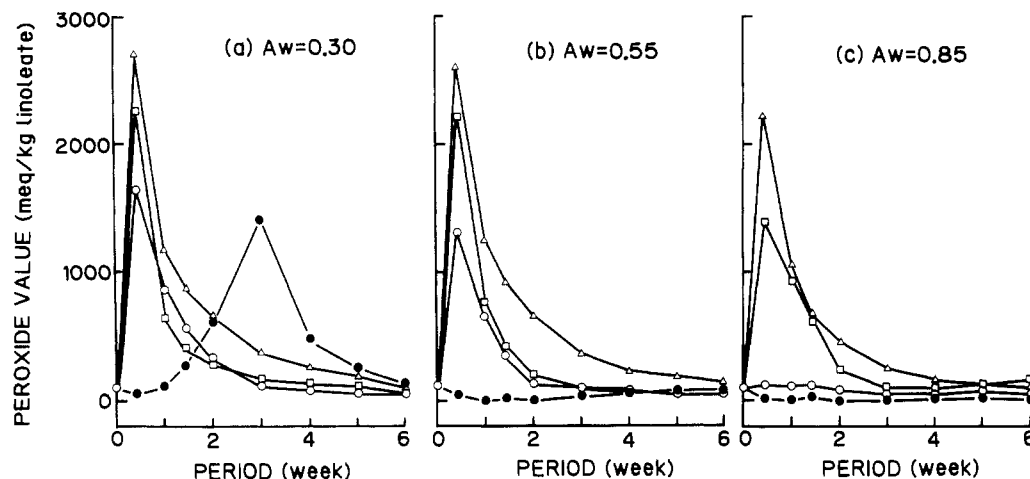 PEROXIDE VALUE (meq/kg linoleate)
3000
2000
1000
0
(a) Aw=0.30
(b) Aw=0.55
(c) Aw=0.85
0 2 4 6
0 2 4 6
0 2 4 6
PERIOD (week)
PERIOD (week)
PERIOD (week)